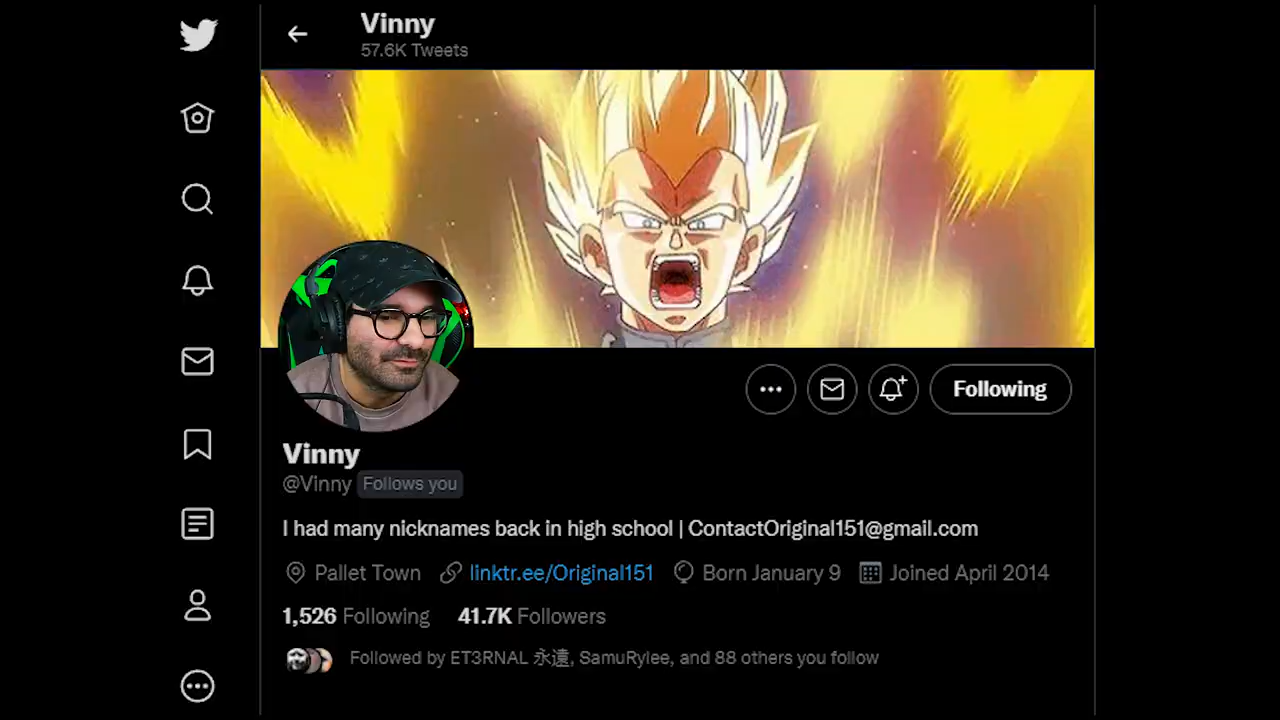 Vinny
57.6K Tweets
Following
Vinny
@Vinny Follows you
I had many nicknames back in high school | ContactOriginal151@gmail.com
Pallet Town linktr.ee/Original151 Born January 9 Joined April 2014
1,526 Following 41.7K Followers
Followed by ET3RNAL 永遠, SamuRylee, and 88 others you follow